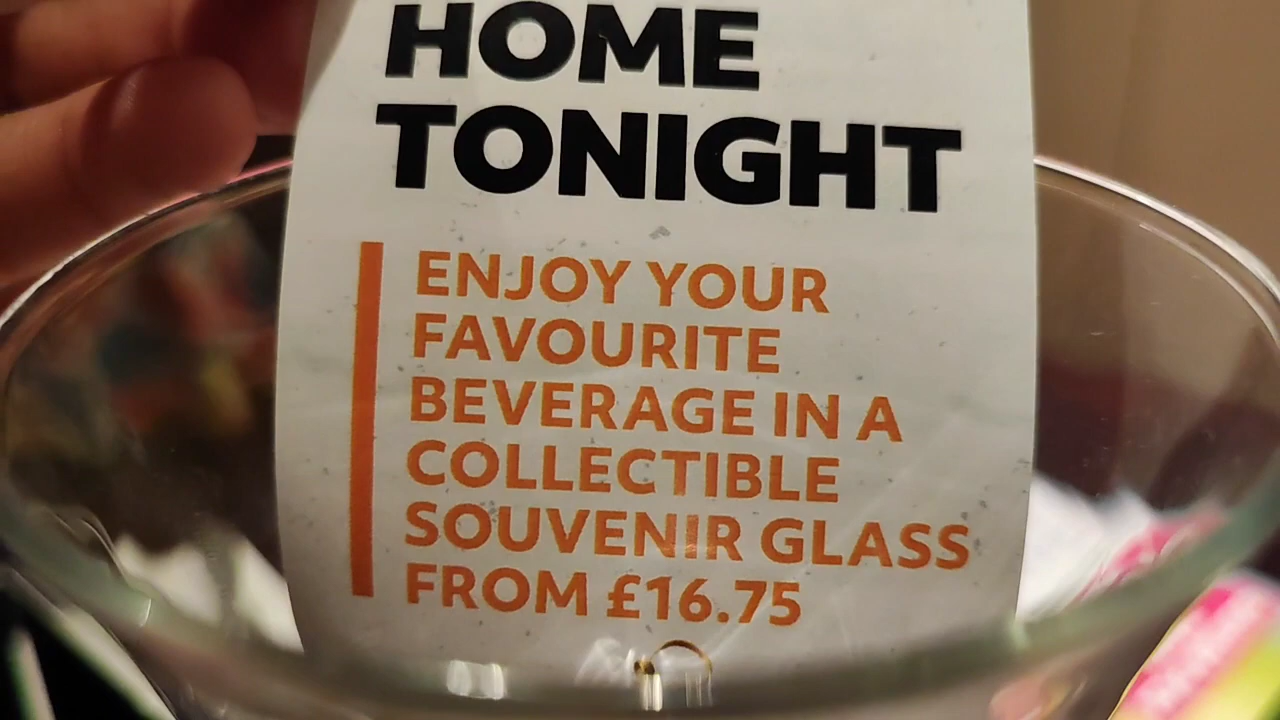 HOME
TONIGHT
ENJOY YOUR
FAVOURITE
BEVERAGE IN A
COLLECTIBLE
SOUVENIR GLASS
FROM £16.75